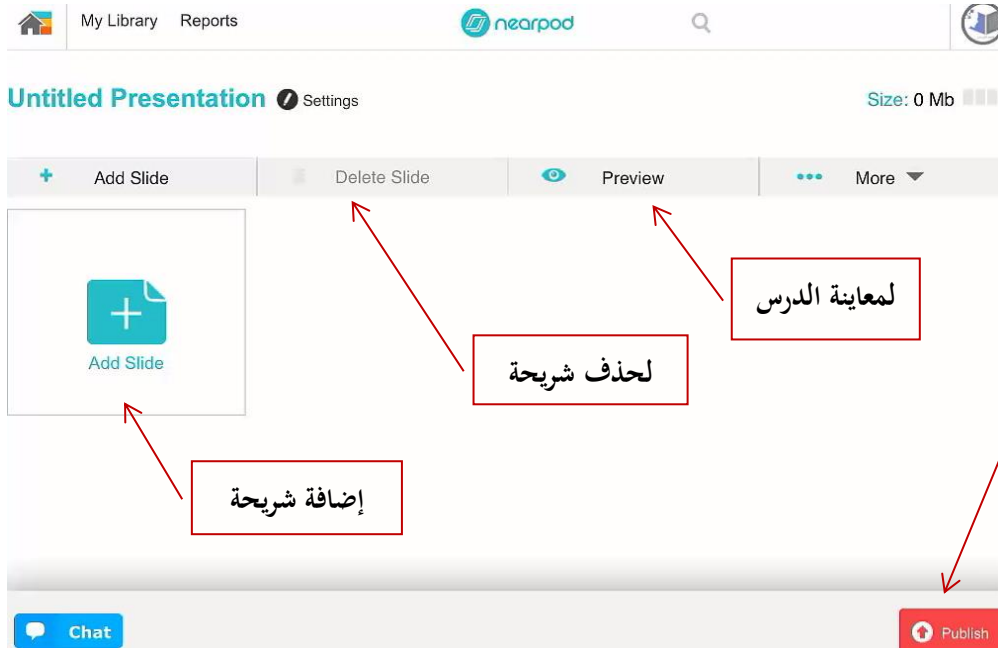 My Library Reports nearpod
Untitled Presentation Settings Size: 0 Mb
+ Add Slide Delete Slide Preview ••• More
لمعاينة الدرس
Add Slide
لحذف شريحة
إضافة شريحة
Chat Publish